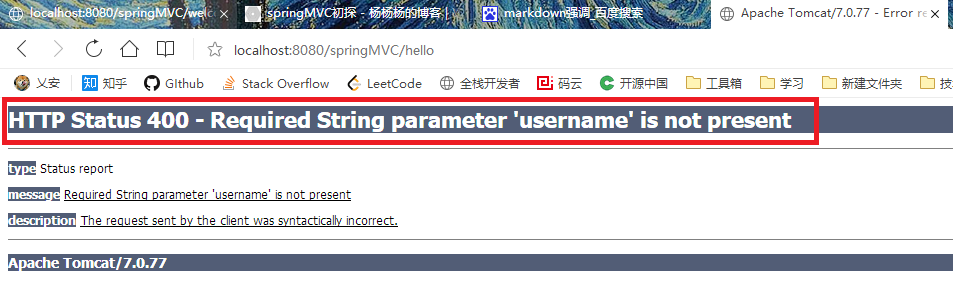 localhost:8080/springMVC/welc
springMVC初探 - 杨杨杨的博客 |
markdown强调_百度搜索
Apache Tomcat/7.0.77 - Error re
localhost:8080/springMVC/hello
乂安 知 知乎 GIthub Stack Overflow LeetCode 全栈开发者 码云 开源中国 工具箱 学习 新建文件夹 技
HTTP Status 400 - Required String parameter 'username' is not present
type Status report
message Required String parameter 'username' is not present
description The request sent by the client was syntactically incorrect.
Apache Tomcat/7.0.77